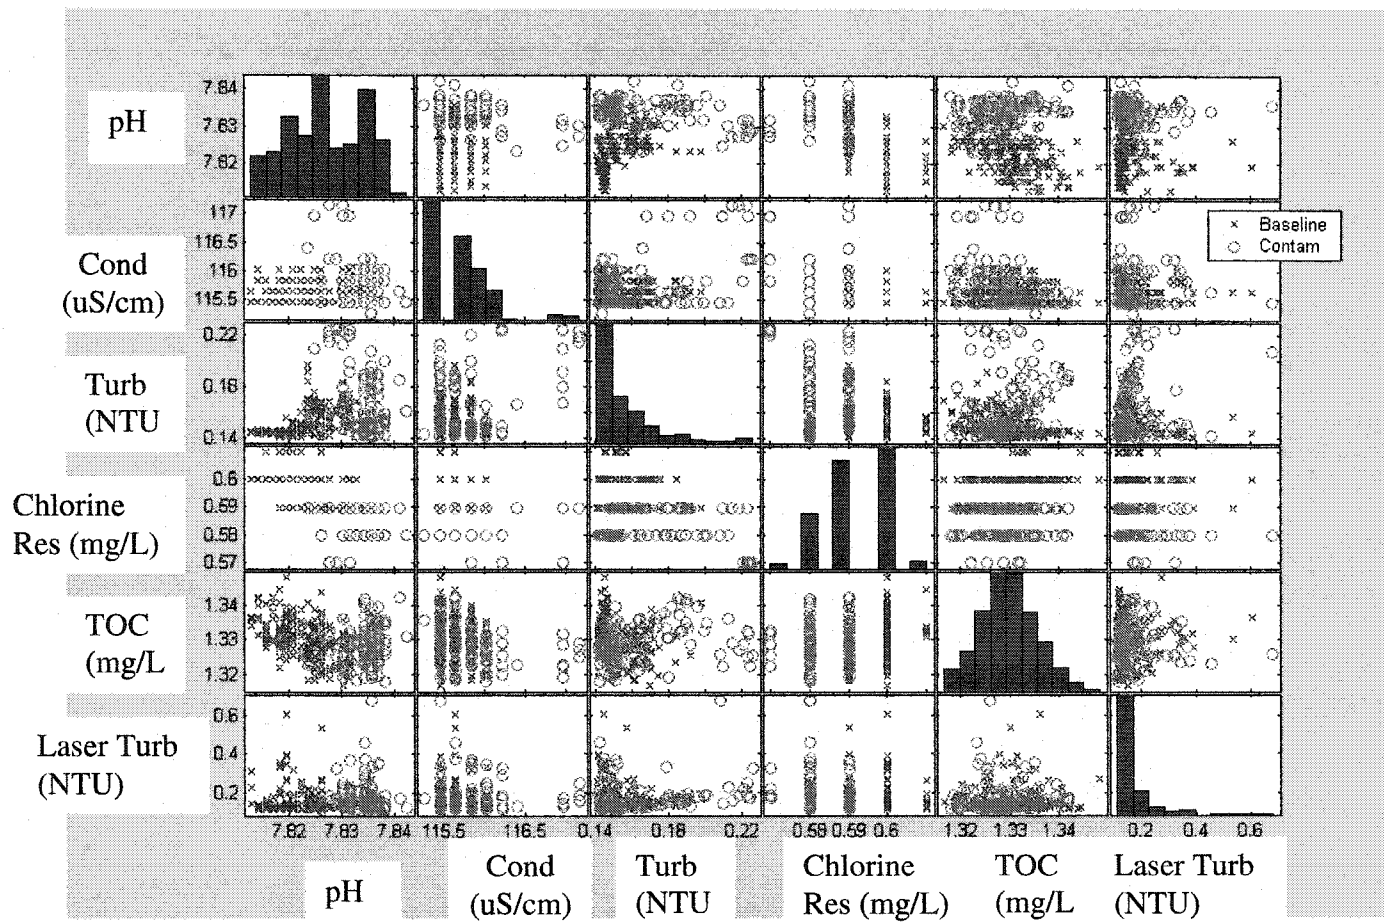 7.84
pH
7.63
7.62
117
116.5
Cond
(uS/cm)
116
115.5
× Baseline
○ Contam
0.22
Turb
(NTU
0.18
0.14
0.6
Chlorine
Res (mg/L)
0.59
0.58
0.57
TOC
(mg/L
1.34
1.33
1.32
Laser Turb
(NTU)
0.6
0.4
0.2
7.82 7.83 7.84 115.5 116.5 0.14 0.18 0.22 0.58 0.59 0.6 1.32 1.33 1.34 0.2 0.4 0.6
pH
Cond
(uS/cm)
Turb
(NTU
Chlorine
Res (mg/L)
TOC
(mg/L
Laser Turb
(NTU)